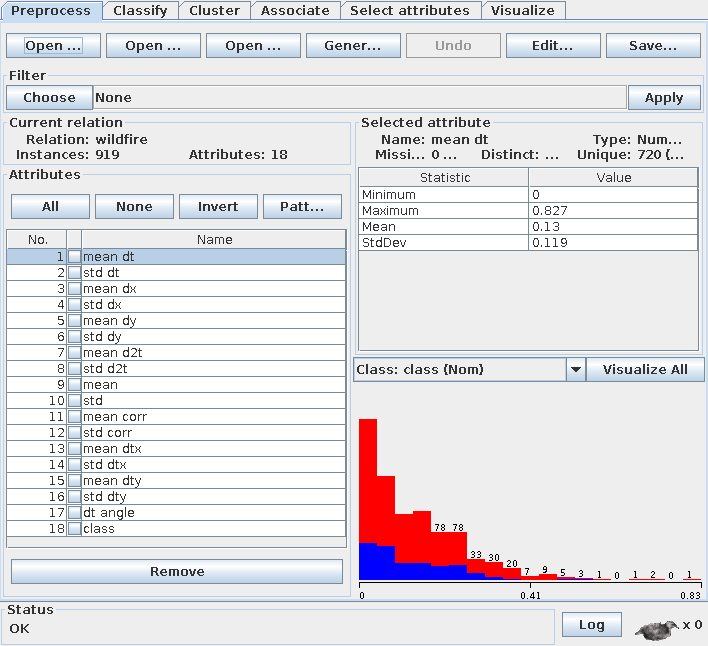 Preprocess Classify Cluster Associate Select attributes Visualize
Open ... Open ... Open ... Gener... Undo Edit... Save...
Filter
Choose None Apply
Current relation
Relation: wildfire
Instances: 919 Attributes: 18
Attributes
All None Invert Patt...
No. Name
1 mean dt
2 std dt
3 mean dx
4 std dx
5 mean dy
6 std dy
7 mean d2t
8 std d2t
9 mean
10 std
11 mean corr
12 std corr
13 mean dtx
14 std dtx
15 mean dty
16 std dty
17 dt angle
18 class
Remove
Selected attribute
Name: mean dt Type: Num...
Missi... 0 ... Distinct: ... Unique: 720 (...
Statistic Value
Minimum 0
Maximum 0.827
Mean 0.13
StdDev 0.119
Class: class (Nom) Visualize All
78 78 33 30 20 7 9 5 3 1 0 1 2 0 1
0 0.41 0.83
Status
OK
Log x 0